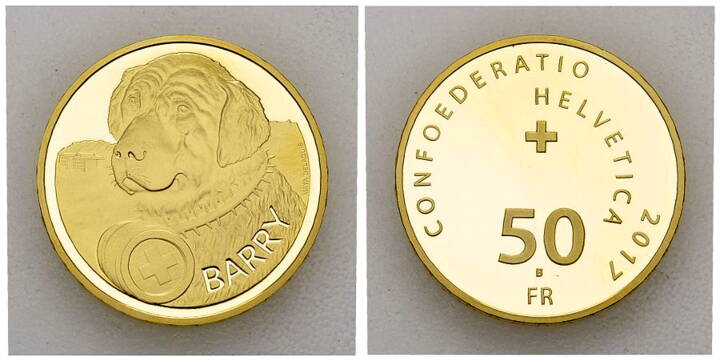 BARRY
CONFOEDERATIO
HELVETICA 2017
50
B
FR